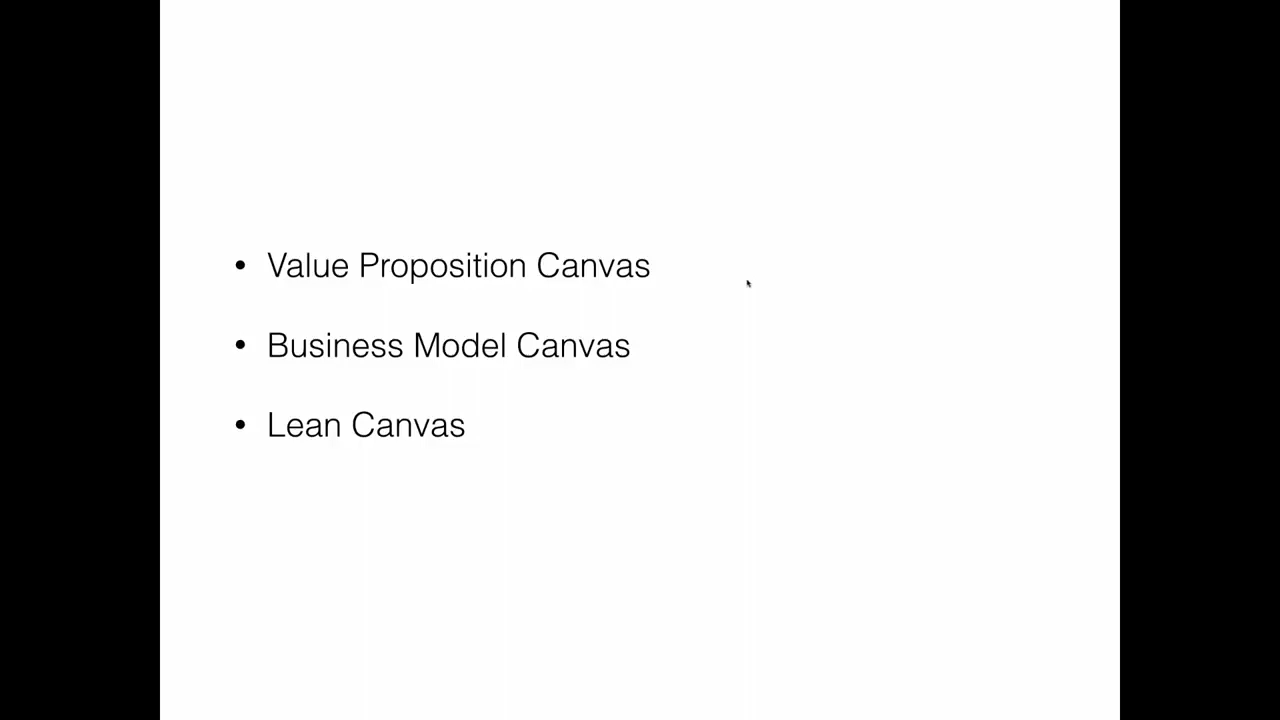 • Value Proposition Canvas
• Business Model Canvas
• Lean Canvas